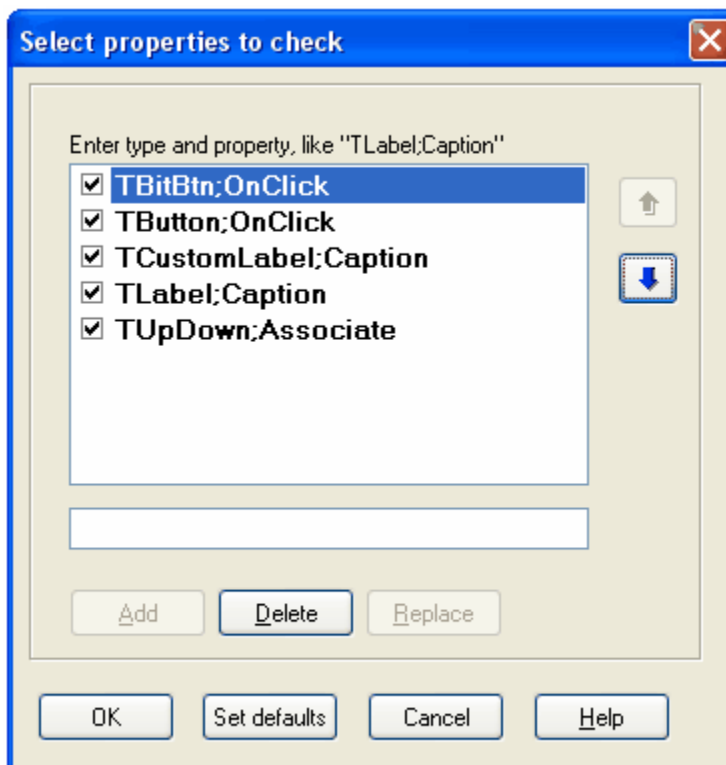 Select properties to check
Enter type and property, like "TLabel;Caption"
TBitBtn;OnClick
TButton;OnClick
TCustomLabel;Caption
TLabel;Caption
TUpDown;Associate
Add Delete Replace
OK Set defaults Cancel Help